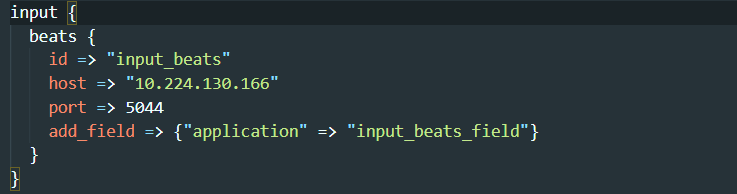 input {
  beats {
    id => "input_beats"
    host => "10.224.130.166"
    port => 5044
    add_field => {"application" => "input_beats_field"}
  }
}